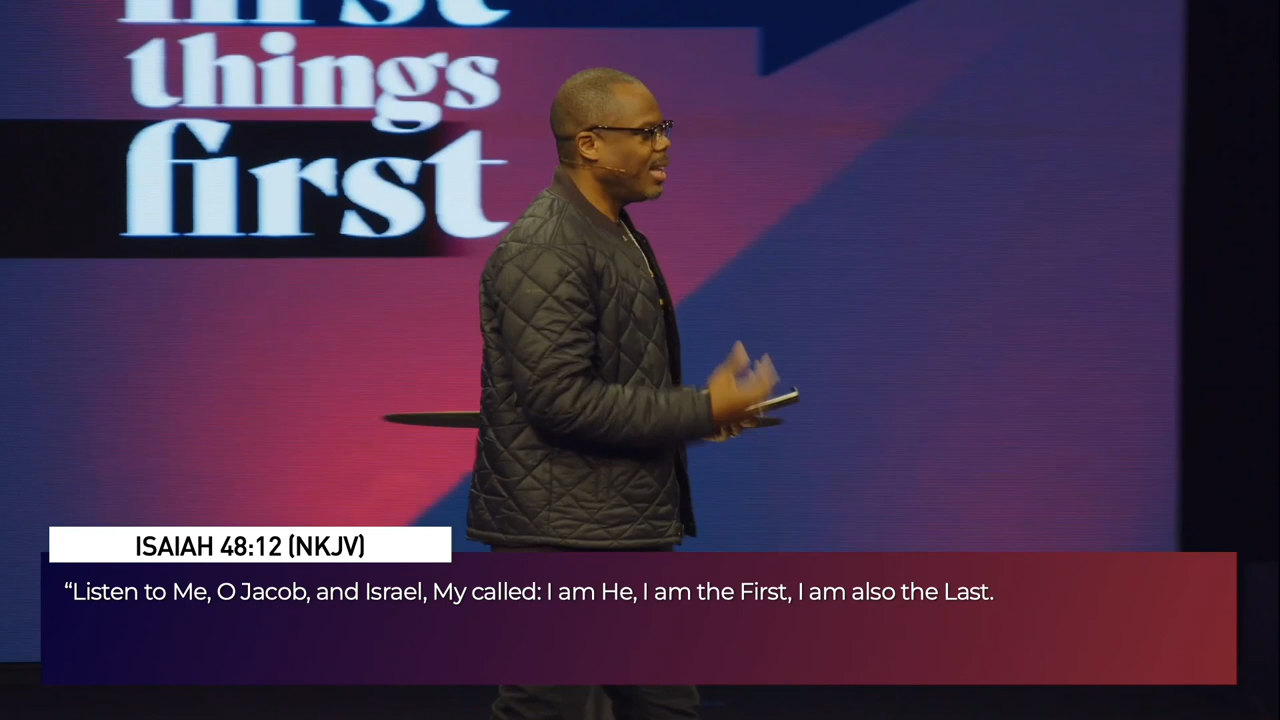 first
things
first
ISAIAH 48:12 (NKJV)
“Listen to Me, O Jacob, and Israel, My called: I am He, I am the First, I am also the Last.